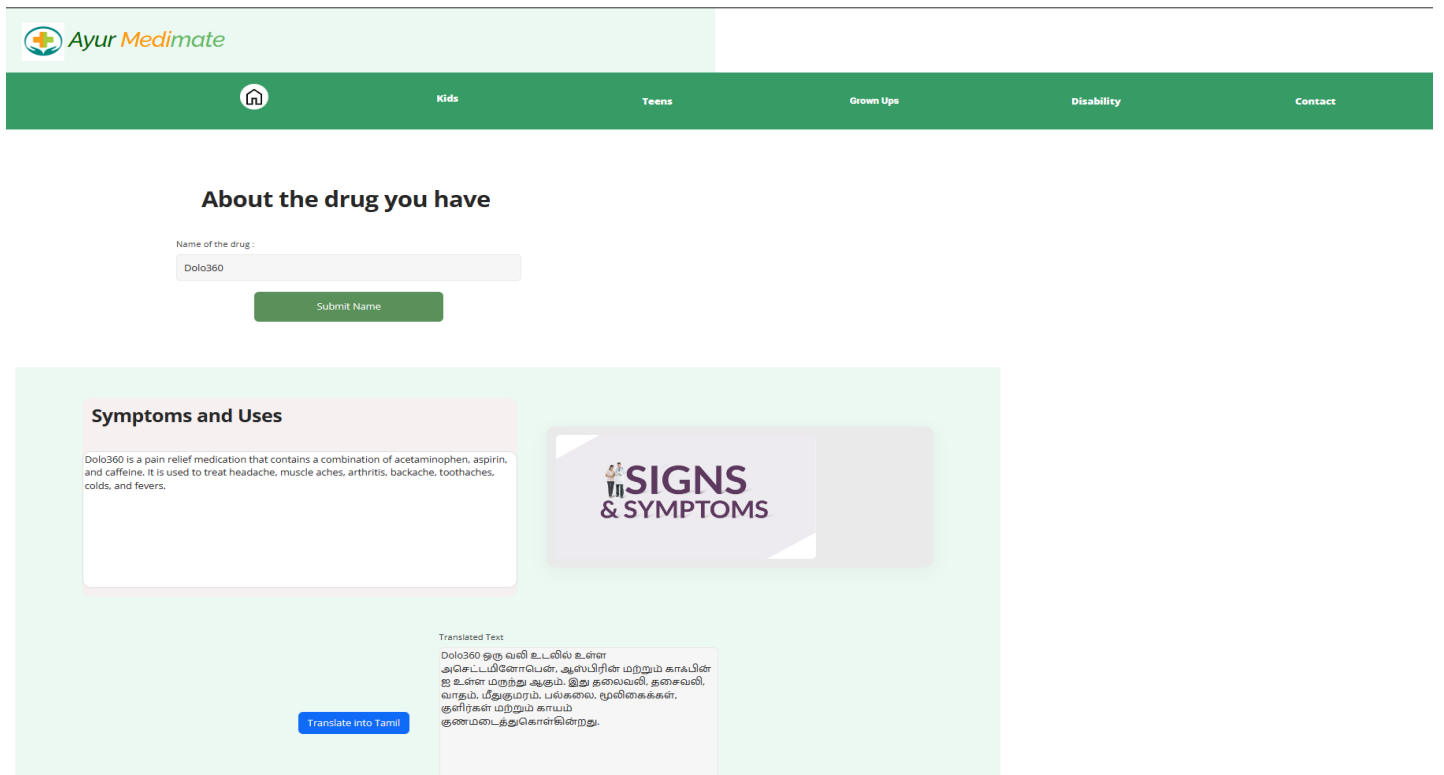 Ayur Medimate
Kids
Teens
Grown Ups
Disability
Contact
About the drug you have
Name of the drug :
Dolo360
Submit Name
Symptoms and Uses
Dolo360 is a pain relief medication that contains a combination of acetaminophen, aspirin,
and caffeine. It is used to treat headache, muscle aches, arthritis, backache, toothaches,
colds, and fevers.
SIGNS
& SYMPTOMS
Translated Text
Dolo360 ஒரு வலி உடலில் உள்ள
அசெட்டமினோபென், ஆஸ்பிரின் மற்றும் காஃபின்
ஐ உள்ள மருந்து ஆகும். இது தலைவலி, தசைவலி,
வாதம், மீதுகுமரம், பல்கலை, மூலிகைக்கள்,
குளிர்கள் மற்றும் காயம்
குணமடைத்துகொள்கின்றது.
Translate into Tamil